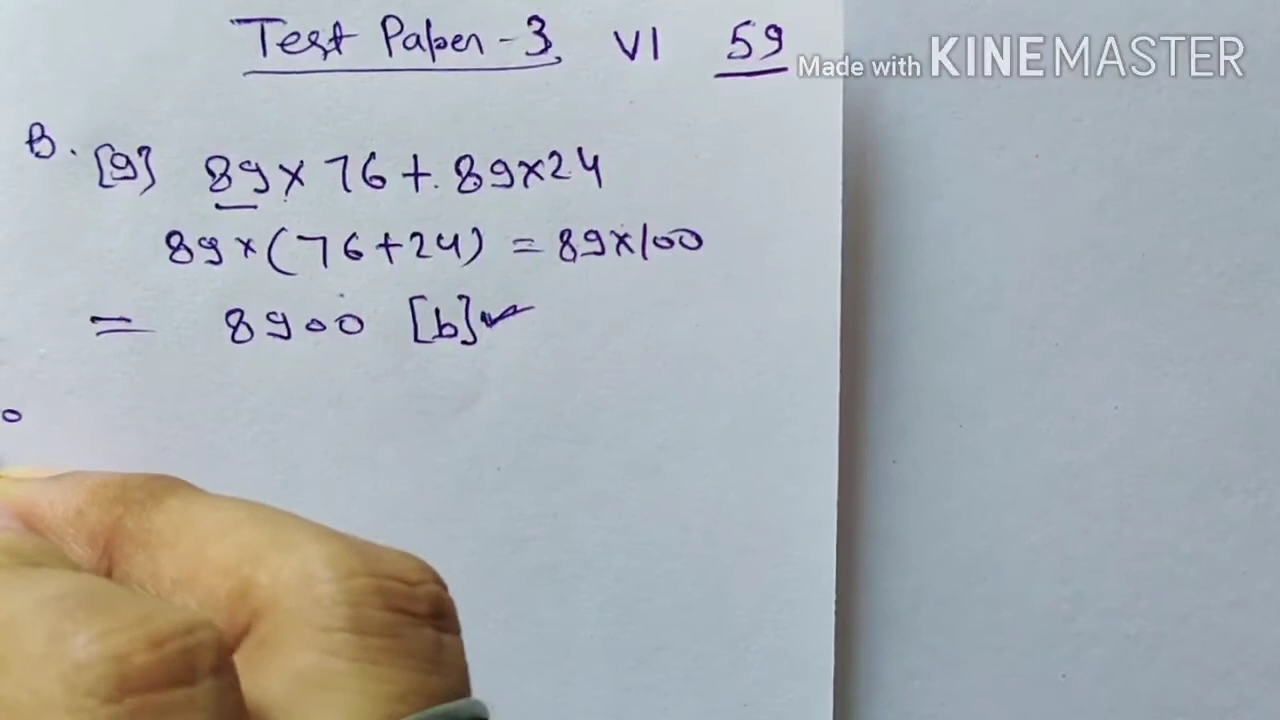 Test Paper-3 VI 59
Made with KINEMASTER
B. [9] 89×76+89×24
89×(76+24) = 89×100
= 8900 [b]✓
0